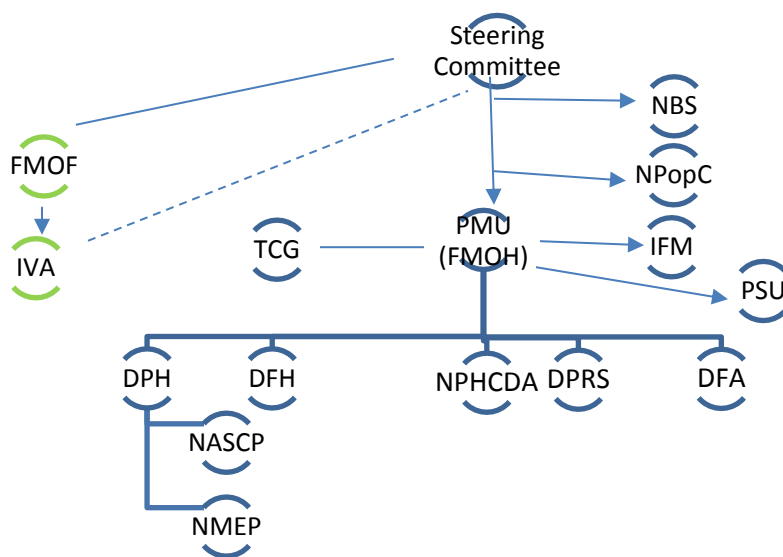 Steering
Committee
NBS
FMOF
NPopC
PMU
(FMOH)
TCG
IFM
IVA
PSU
DPH
DFH
NPHCDA
DPRS
DFA
NASCP
NMEP